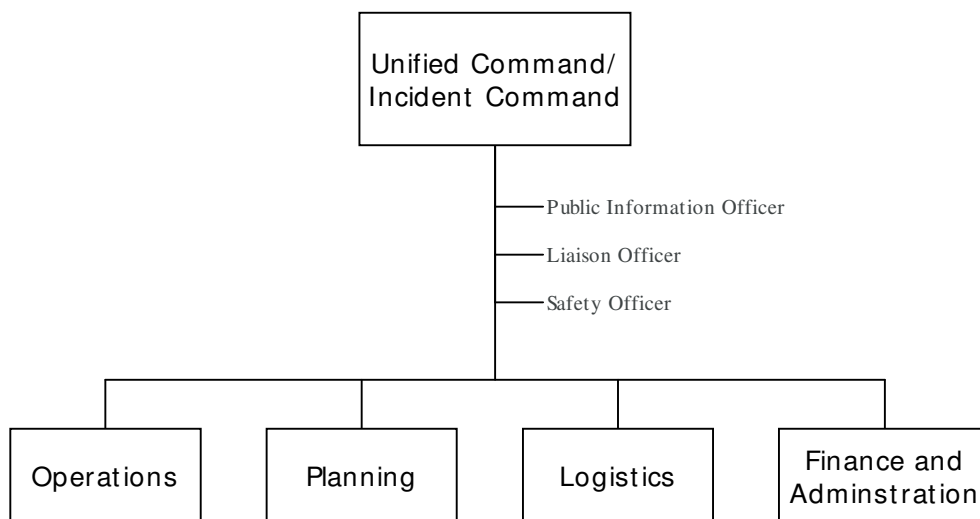 Unified Command/
Incident Command
Public Information Officer
Liaison Officer
Safety Officer
Operations
Planning
Logistics
Finance and
Adminstration